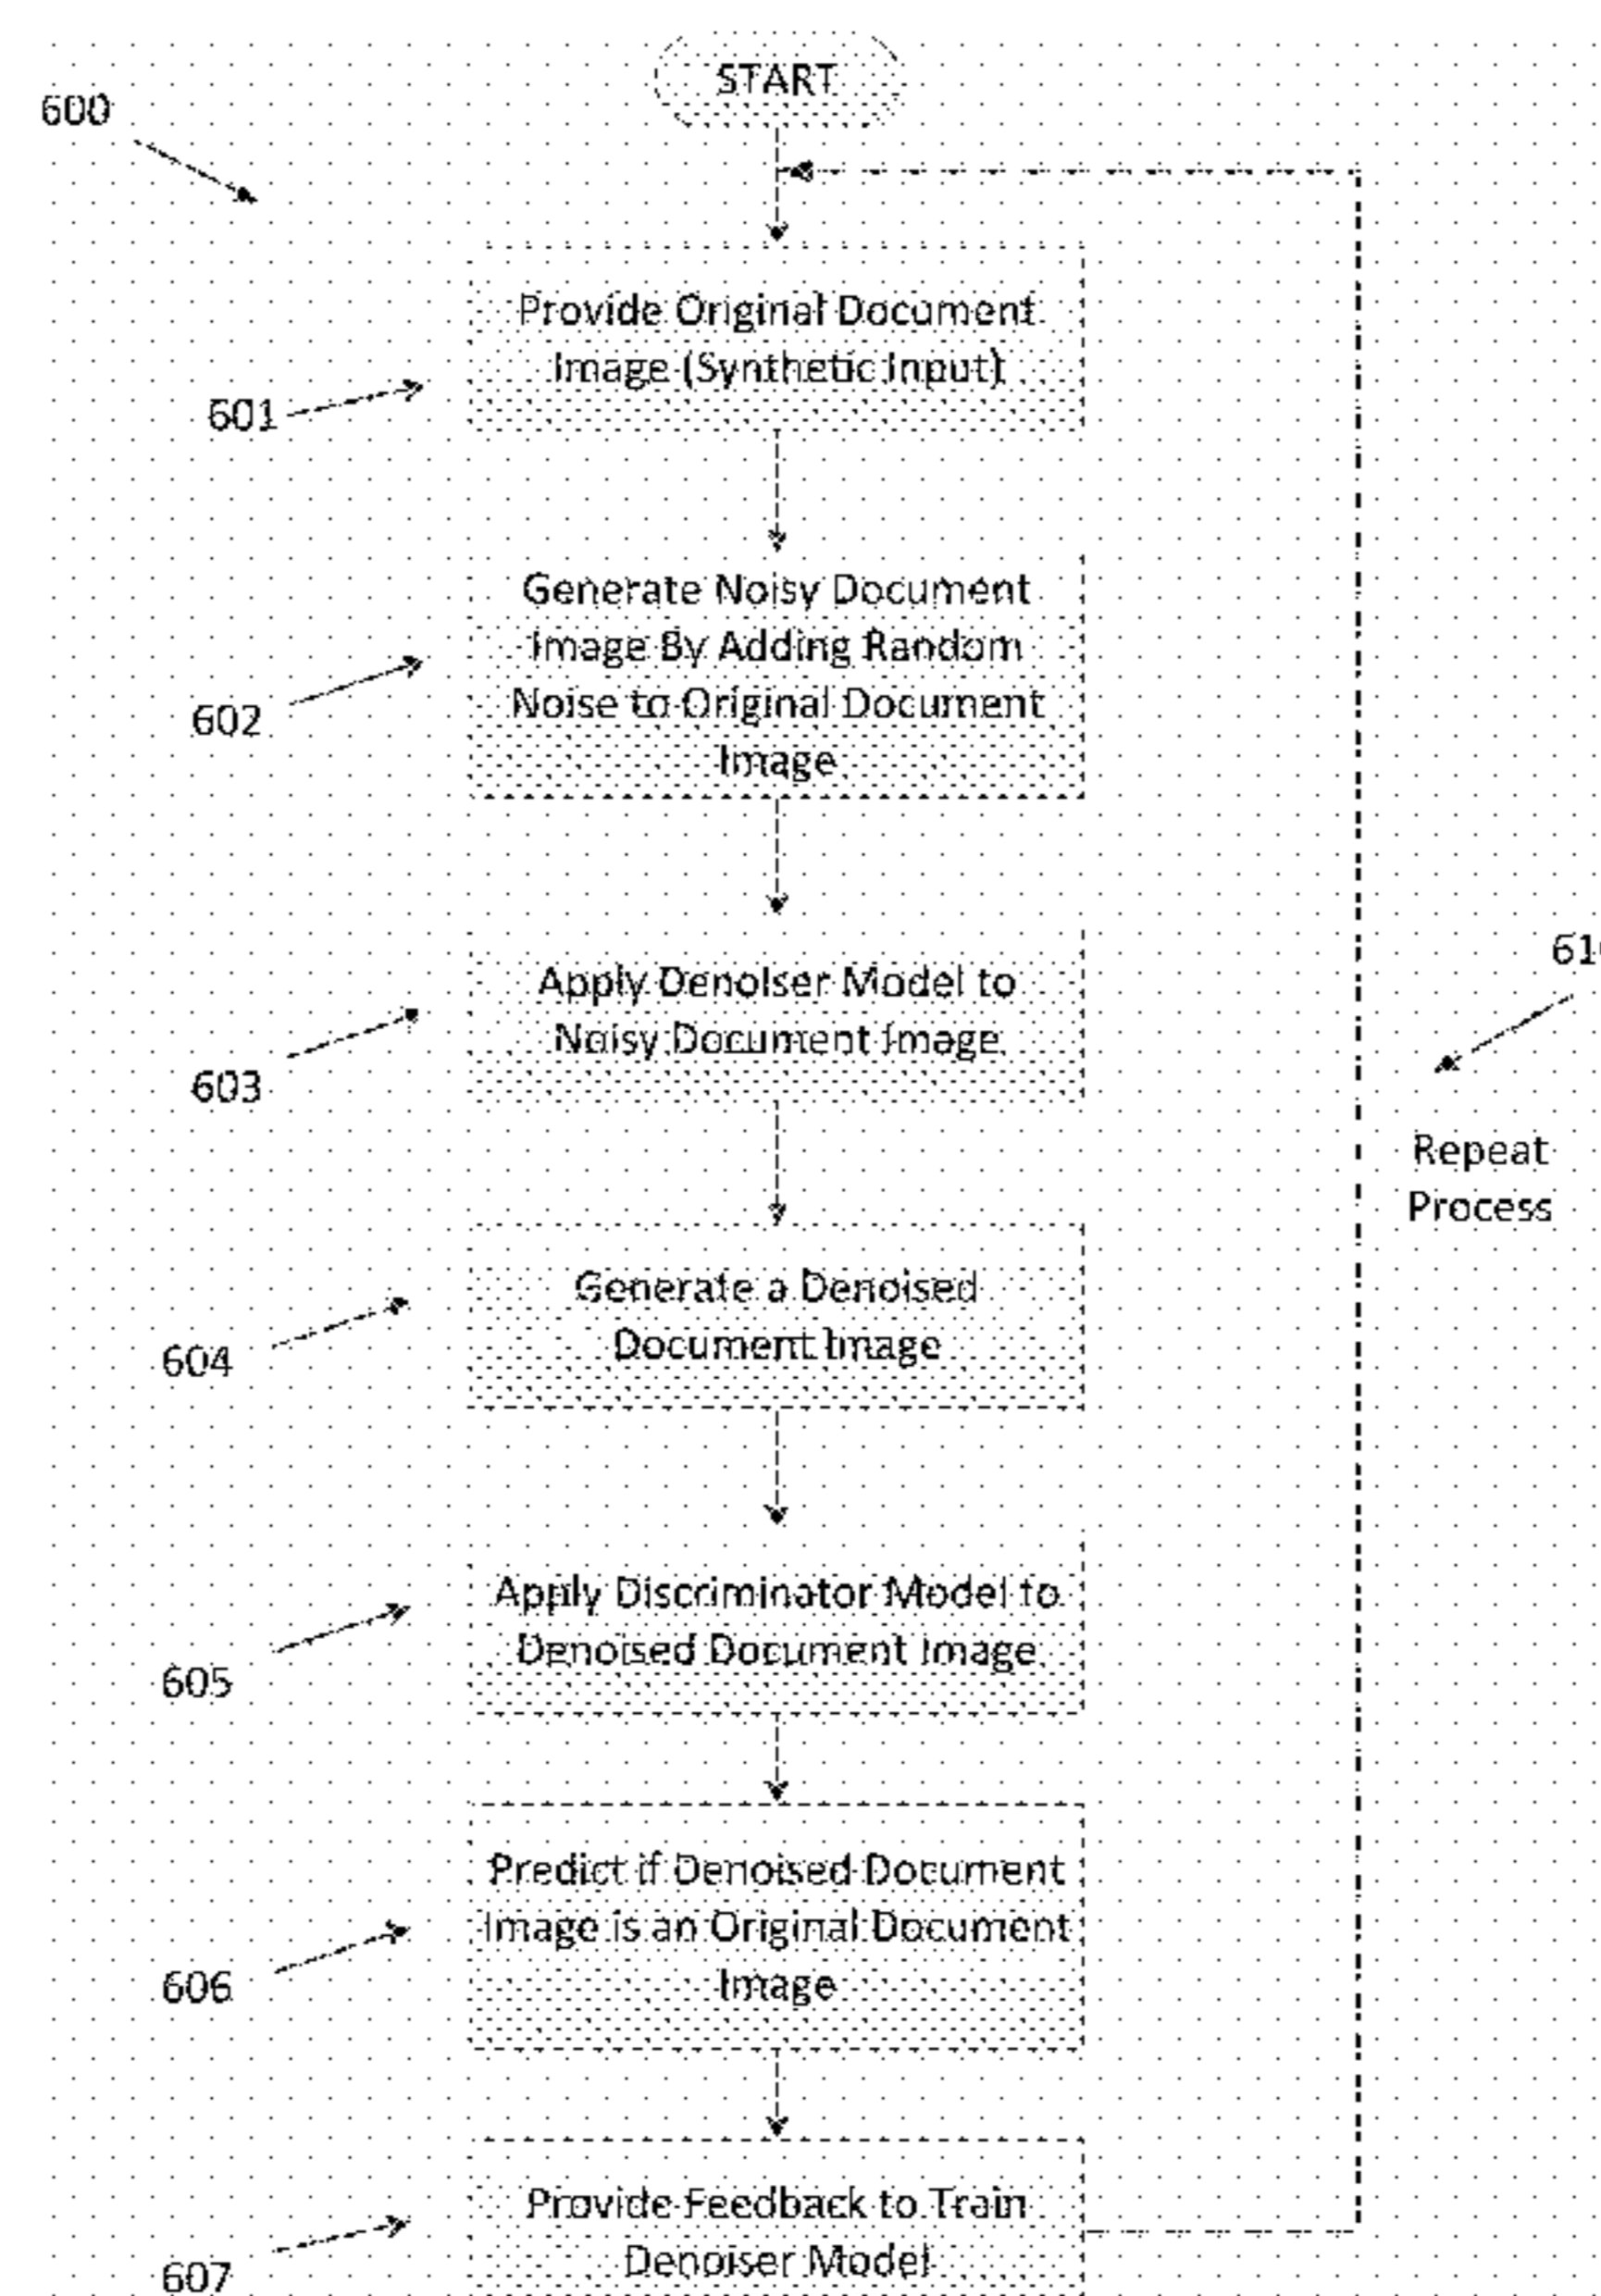 START
600
Provide Original Document
Image (Synthetic Input)
601
Generate Noisy Document
Image By Adding Random
Noise to Original Document
Image
602
Apply Denoiser Model to
Noisy Document Image
603
Repeat
Process
Generate a Denoised
Document Image
604
Apply Discriminator Model to
Denoised Document Image
605
Predict if Denoised Document
Image is an Original Document
Image
606
Provide Feedback to Train
Denoiser Model
607